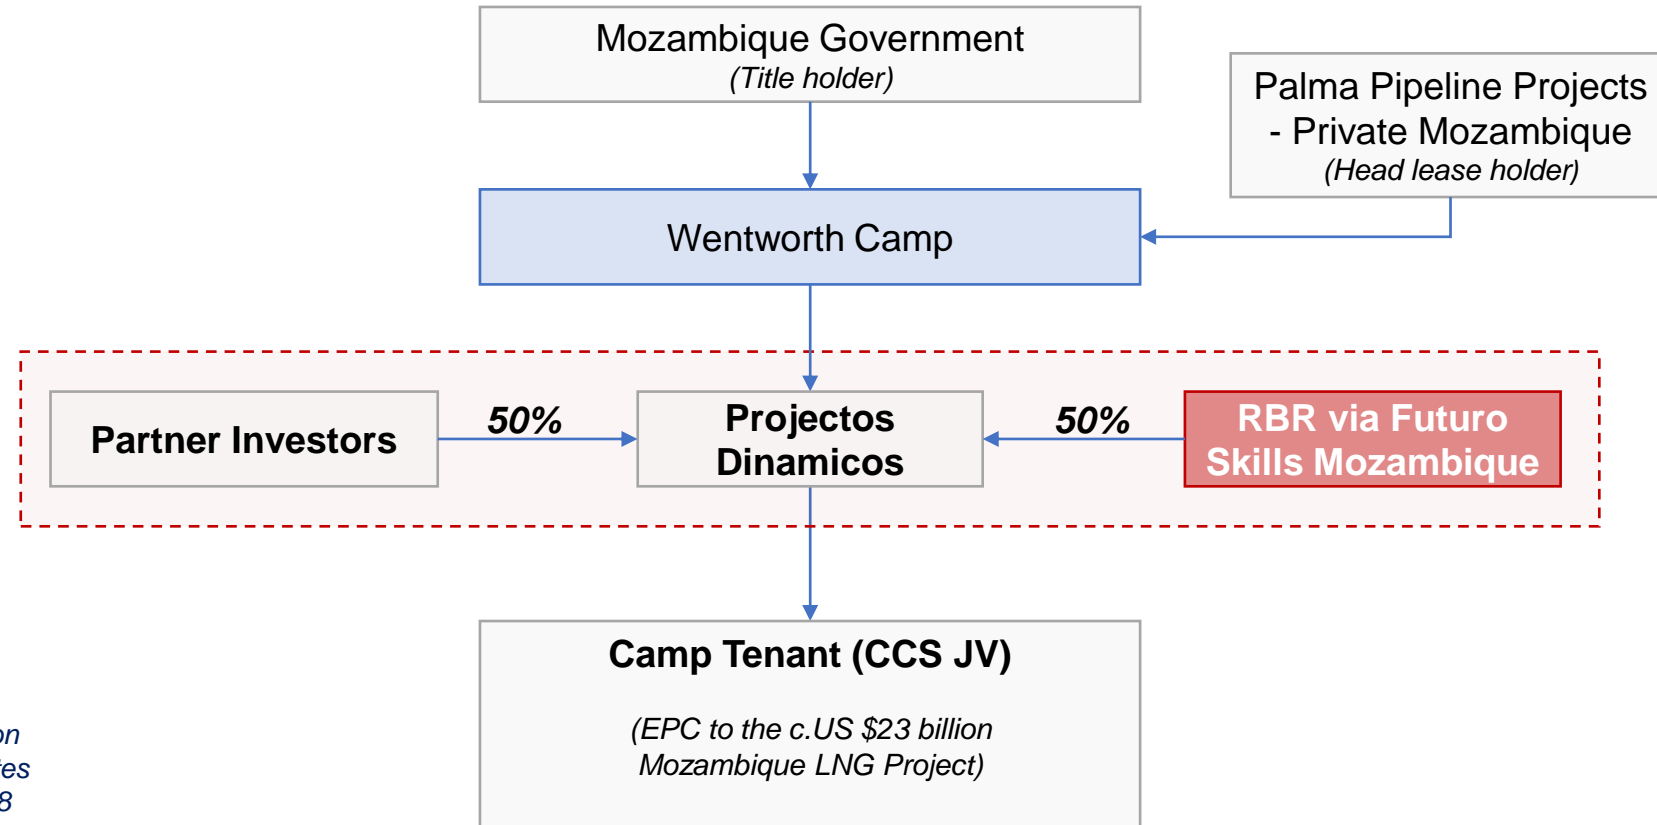 Mozambique Government
(Title holder)
Palma Pipeline Projects
- Private Mozambique
(Head lease holder)
Wentworth Camp
Partner Investors
50%
Projectos
Dinamicos
50%
RBR via Futuro
Skills Mozambique
Camp Tenant (CCS JV)
(EPC to the c.US $23 billion
Mozambique LNG Project)
8